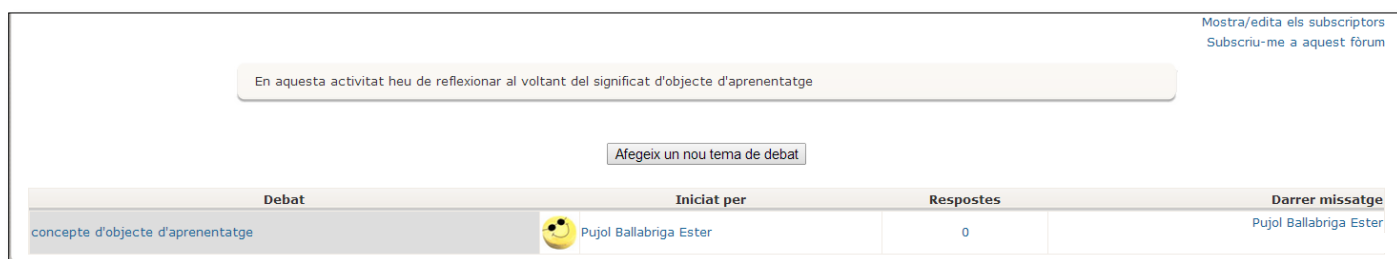 Mostra/edita els subscriptors
Subscriu-me a aquest fòrum
En aquesta activitat heu de reflexionar al voltant del significat d'objecte d'aprenentatge
Afegeix un nou tema de debat
Debat Iniciat per Respostes Darrer missatge
concepte d'objecte d'aprenentatge Pujol Ballabriga Ester 0 Pujol Ballabriga Ester